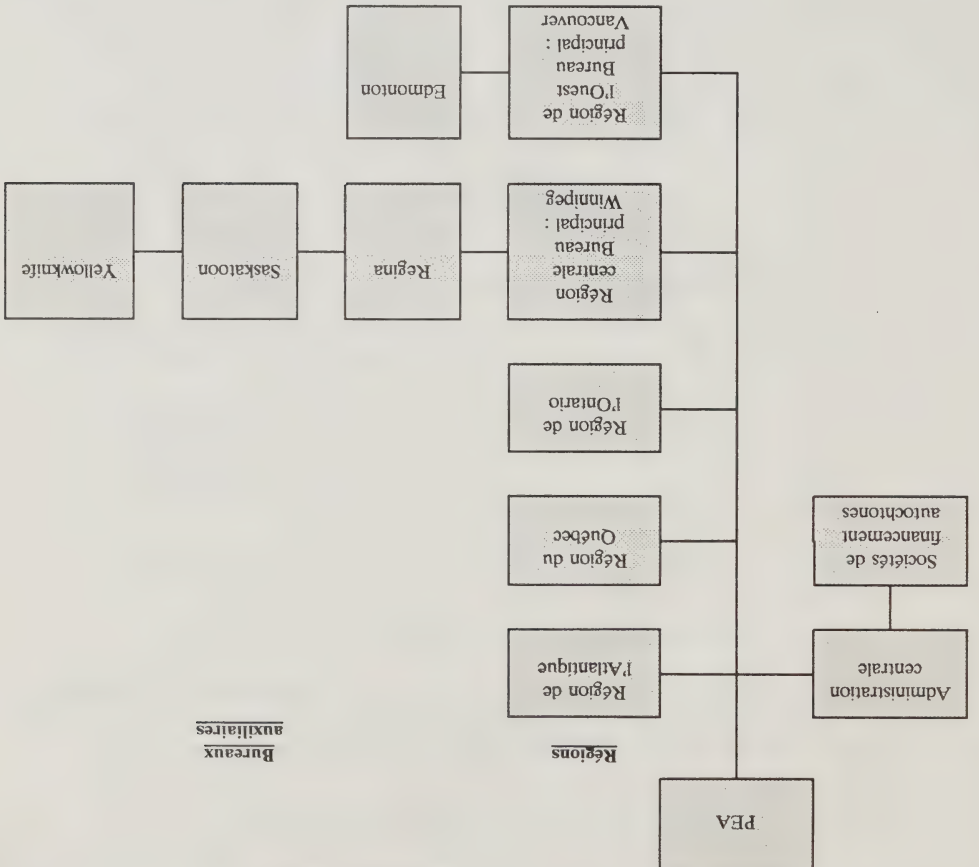 PEA
Régions
Bureaux
auxiliaires
Administration
centrale
Région de
l'Atlantique
Sociétés de
financement
autochtones
Région du
Québec
Région de
l'Ontario
Région
centrale
Bureau
principal :
Winnipeg
Regina
Saskatoon
Yellowknife
Région de
l'Ouest
Bureau
principal :
Vancouver
Edmonton